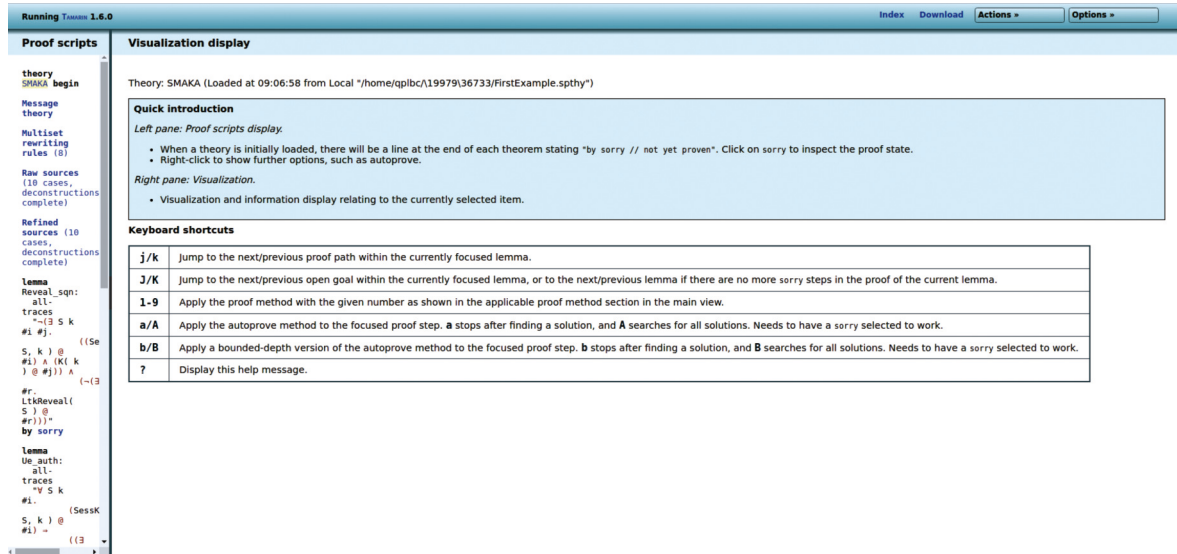 Running TAMARIN 1.6.0
Index Download Actions » Options »
Proof scripts
Visualization display
theory
SMAKA begin
Message
theory
Multiset
rewriting
rules (8)
Raw sources
(10 cases,
deconstructions
complete)
Refined
sources (10
cases,
deconstructions
complete)
lemma
Reveal_sqn:
all-
traces
"¬(∃ S k
#i #j.
((Se
S, k ) @
#i) ∧ (K( k
) @ #j)) ∧
(¬(∃
#r.
LtkReveal(
S ) @
#r)))"
by sorry
lemma
Ue_auth:
all-
traces
"∀ S k
#i.
(SessK
S, k ) @
#i) ⇒
((∃
Theory: SMAKA (Loaded at 09:06:58 from Local "/home/qplbc/\19979\36733/FirstExample.spthy")
Quick introduction
Left pane: Proof scripts display.
• When a theory is initially loaded, there will be a line at the end of each theorem stating "by sorry // not yet proven". Click on sorry to inspect the proof state.
• Right-click to show further options, such as autoprove.
Right pane: Visualization.
• Visualization and information display relating to the currently selected item.
Keyboard shortcuts
j/k Jump to the next/previous proof path within the currently focused lemma.
J/K Jump to the next/previous open goal within the currently focused lemma, or to the next/previous lemma if there are no more sorry steps in the proof of the current lemma.
1-9 Apply the proof method with the given number as shown in the applicable proof method section in the main view.
a/A Apply the autoprove method to the focused proof step. a stops after finding a solution, and A searches for all solutions. Needs to have a sorry selected to work.
b/B Apply a bounded-depth version of the autoprove method to the focused proof step. b stops after finding a solution, and B searches for all solutions. Needs to have a sorry selected to work.
? Display this help message.